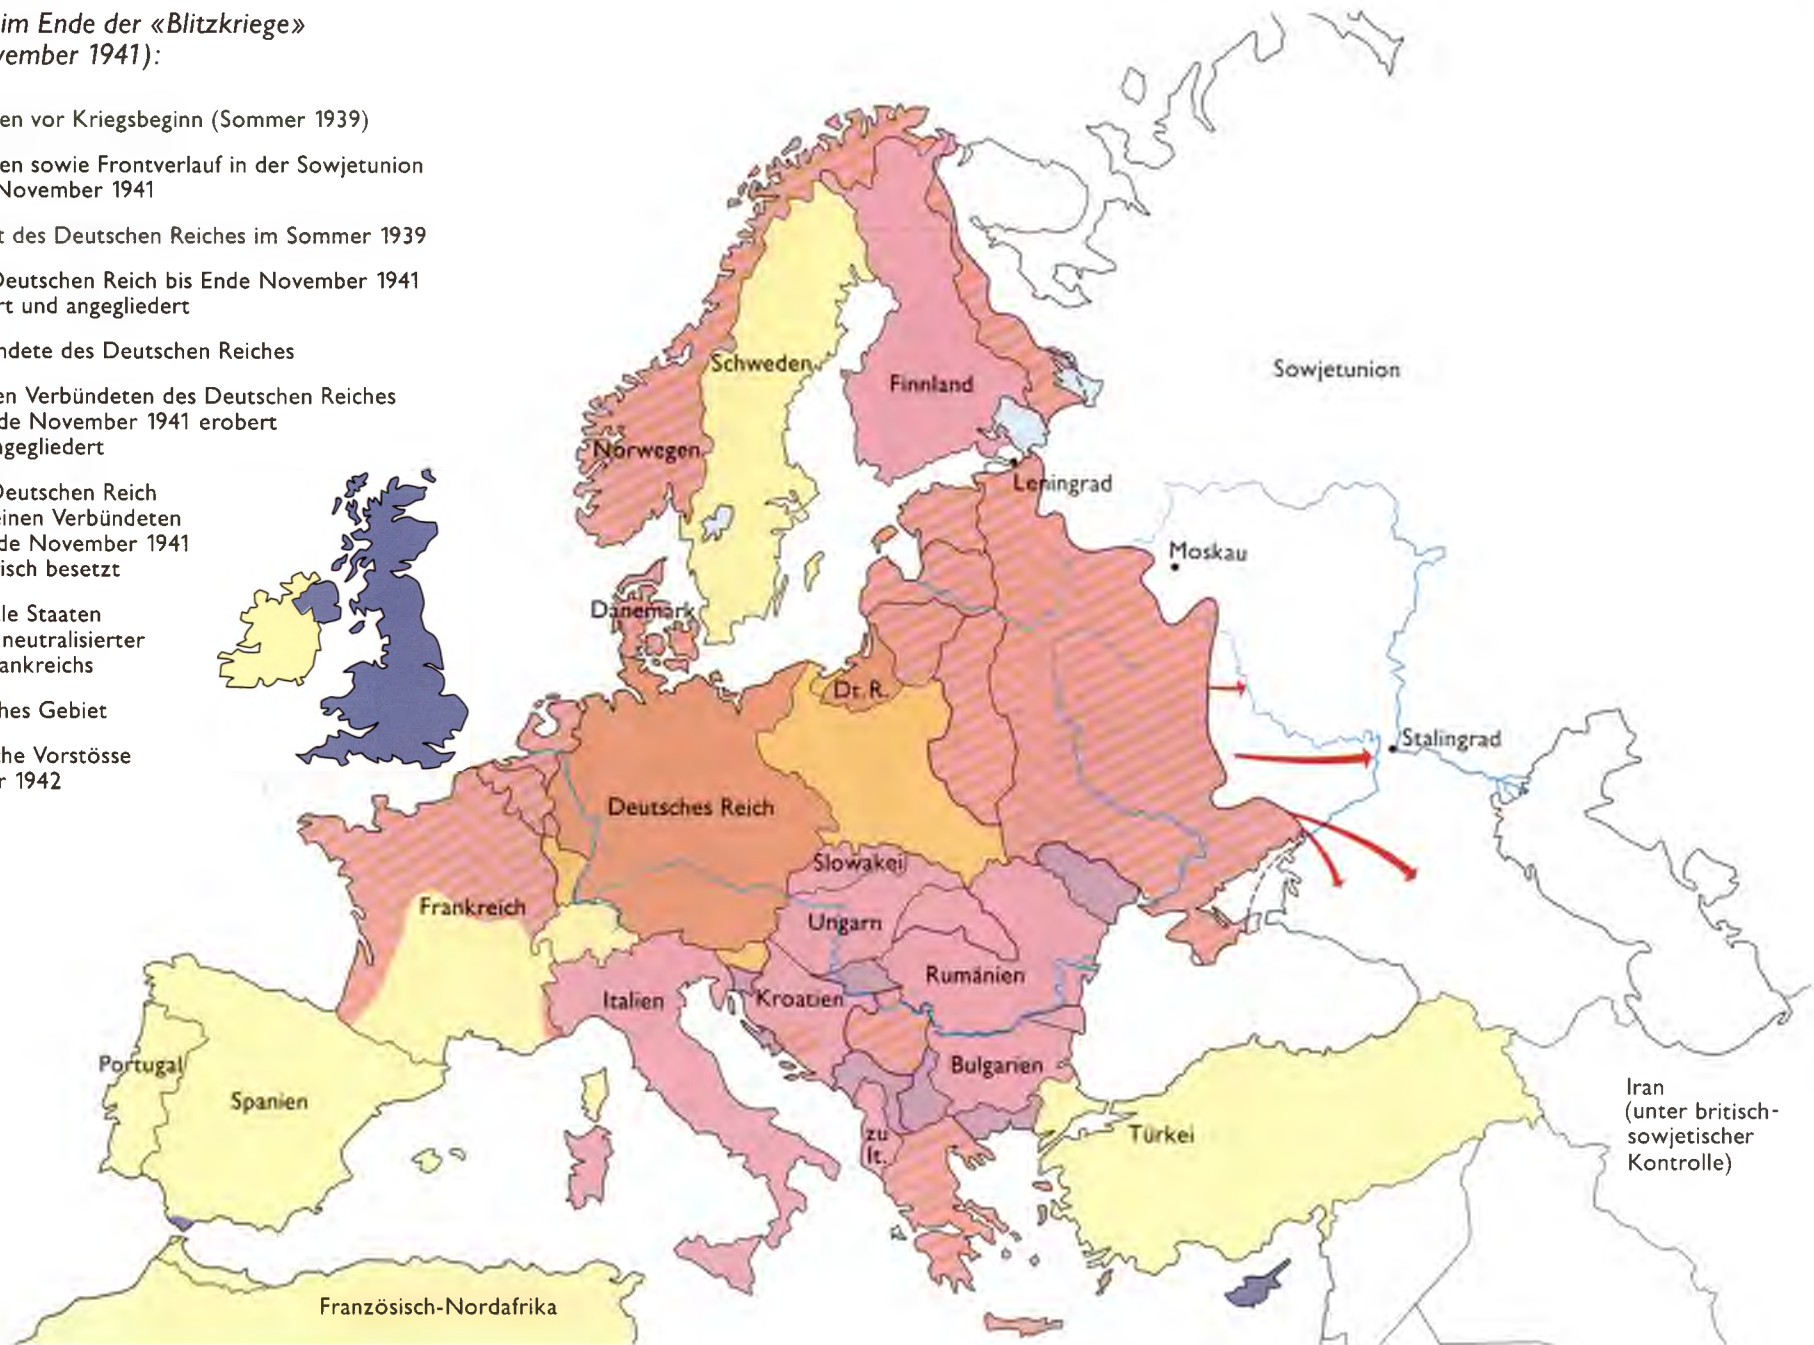 im Ende der «Blitzkriege»
vember 1941):
en vor Kriegsbeginn (Sommer 1939)
en sowie Frontverlauf in der Sowjetunion
November 1941
t des Deutschen Reiches im Sommer 1939
Deutschen Reich bis Ende November 1941
rt und angegliedert
ndete des Deutschen Reiches
en Verbündeten des Deutschen Reiches
de November 1941 erobert
ngegliedert
Deutschen Reich
einen Verbündeten
de November 1941
isch besetzt
le Staaten
neutralisierter
ankreichs
hes Gebiet
che Vorstösse
r 1942
Schweden
Finnland
Sowjetunion
Norwegen
Leningrad
Moskau
Dänemark
Dt. R.
Stalingrad
Deutsches Reich
Slowakei
Frankreich
Ungarn
Rumänien
Italien
Kroatien
Portugal
Spanien
Bulgarien
Iran
(unter britisch-
sowjetischer
Kontrolle)
zu
It.
Türkei
Französisch-Nordafrika